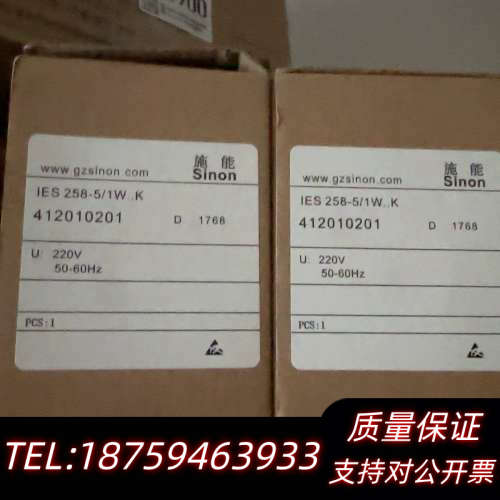 700
www.gzsinon.com
施能
Sinon
IES 258-5/1W..K
412010201 D 1768
U: 220V
50-60Hz
PCS:1
www.gzsinon.com
施能
Sinon
IES 258-5/1W..K
412010201 D 1768
U: 220V
50-60Hz
PCS:1
TEL:18759463933
质量保证
支持对公开票